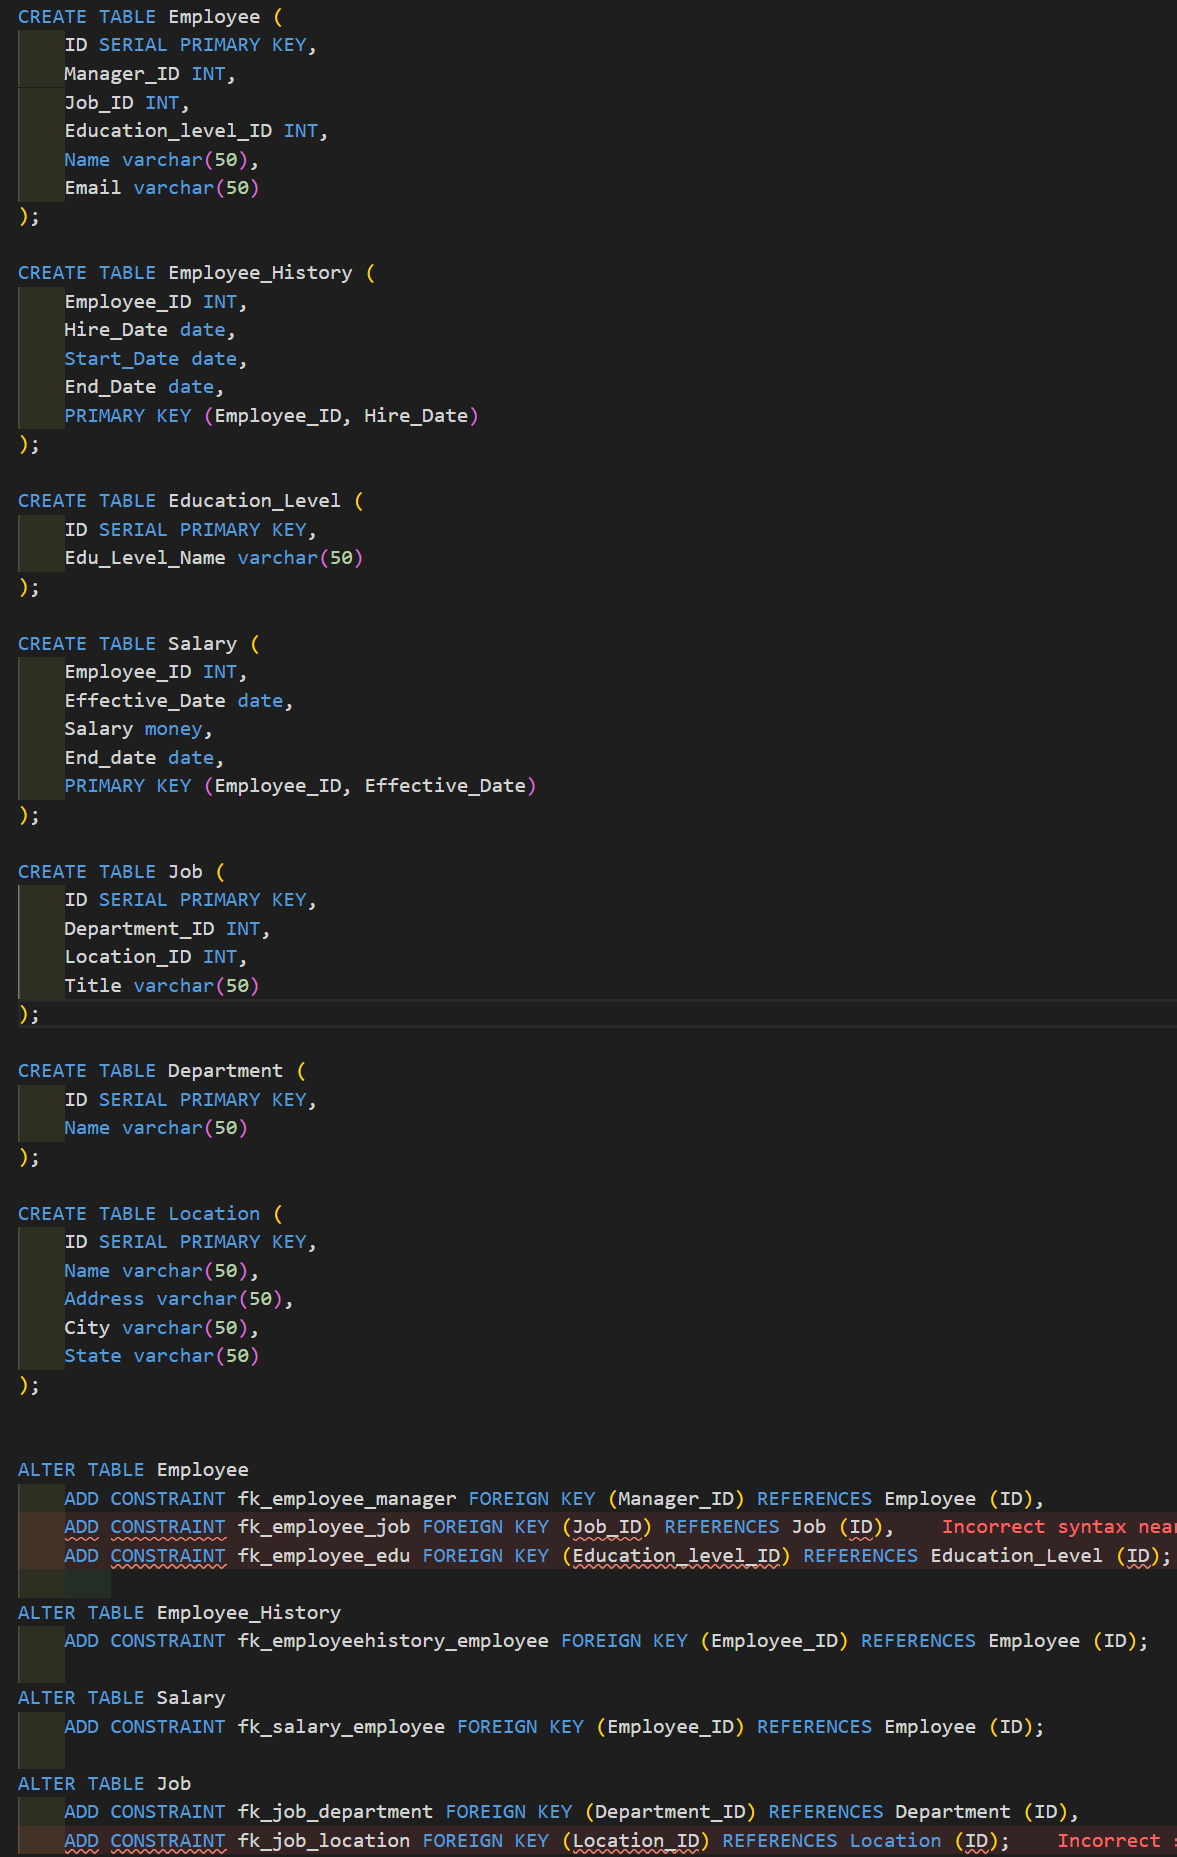 CREATE TABLE Employee (
    ID SERIAL PRIMARY KEY,
    Manager_ID INT,
    Job_ID INT,
    Education_level_ID INT,
    Name varchar(50),
    Email varchar(50)
);

CREATE TABLE Employee_History (
    Employee_ID INT,
    Hire_Date date,
    Start_Date date,
    End_Date date,
    PRIMARY KEY (Employee_ID, Hire_Date)
);

CREATE TABLE Education_Level (
    ID SERIAL PRIMARY KEY,
    Edu_Level_Name varchar(50)
);

CREATE TABLE Salary (
    Employee_ID INT,
    Effective_Date date,
    Salary money,
    End_date date,
    PRIMARY KEY (Employee_ID, Effective_Date)
);

CREATE TABLE Job (
    ID SERIAL PRIMARY KEY,
    Department_ID INT,
    Location_ID INT,
    Title varchar(50)
);

CREATE TABLE Department (
    ID SERIAL PRIMARY KEY,
    Name varchar(50)
);

CREATE TABLE Location (
    ID SERIAL PRIMARY KEY,
    Name varchar(50),
    Address varchar(50),
    City varchar(50),
    State varchar(50)
);


ALTER TABLE Employee
    ADD CONSTRAINT fk_employee_manager FOREIGN KEY (Manager_ID) REFERENCES Employee (ID),
    ADD CONSTRAINT fk_employee_job FOREIGN KEY (Job_ID) REFERENCES Job (ID),    Incorrect syntax
    ADD CONSTRAINT fk_employee_edu FOREIGN KEY (Education_level_ID) REFERENCES Education_Level (ID);

ALTER TABLE Employee_History
    ADD CONSTRAINT fk_employeehistory_employee FOREIGN KEY (Employee_ID) REFERENCES Employee (ID);

ALTER TABLE Salary
    ADD CONSTRAINT fk_salary_employee FOREIGN KEY (Employee_ID) REFERENCES Employee (ID);

ALTER TABLE Job
    ADD CONSTRAINT fk_job_department FOREIGN KEY (Department_ID) REFERENCES Department (ID),
    ADD CONSTRAINT fk_job_location FOREIGN KEY (Location_ID) REFERENCES Location (ID);    Incorrect